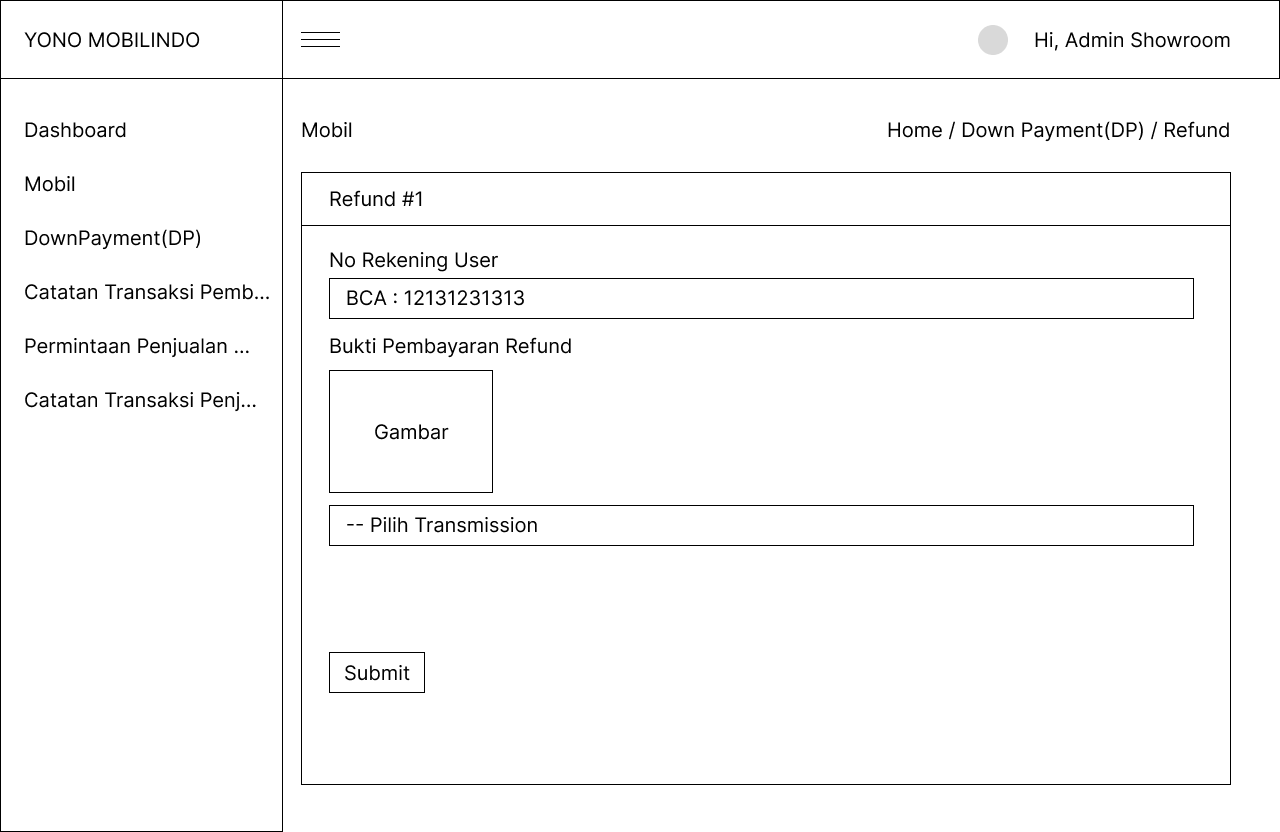 YONO MOBILINDO
Hi, Admin Showroom
Dashboard
Mobil
DownPayment(DP)
Catatan Transaksi Pemb...
Permintaan Penjualan ...
Catatan Transaksi Penj...
Mobil
Home / Down Payment(DP) / Refund
Refund #1
No Rekening User
BCA : 12131231313
Bukti Pembayaran Refund
Gambar
-- Pilih Transmission
Submit